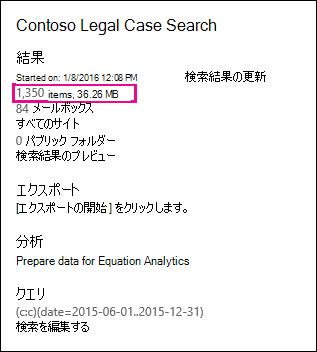 Contoso Legal Case Search
結果
Started on: 1/8/2016 12:08 PM 検索結果の更新
1,350 items, 36.26 MB
84 メールボックス
すべてのサイト
0 パブリック フォルダー
検索結果のプレビュー
エクスポート
[エクスポートの開始] をクリックします。
分析
Prepare data for Equation Analytics
クエリ
(c:c)(date=2015-06-01..2015-12-31)
検索を編集する